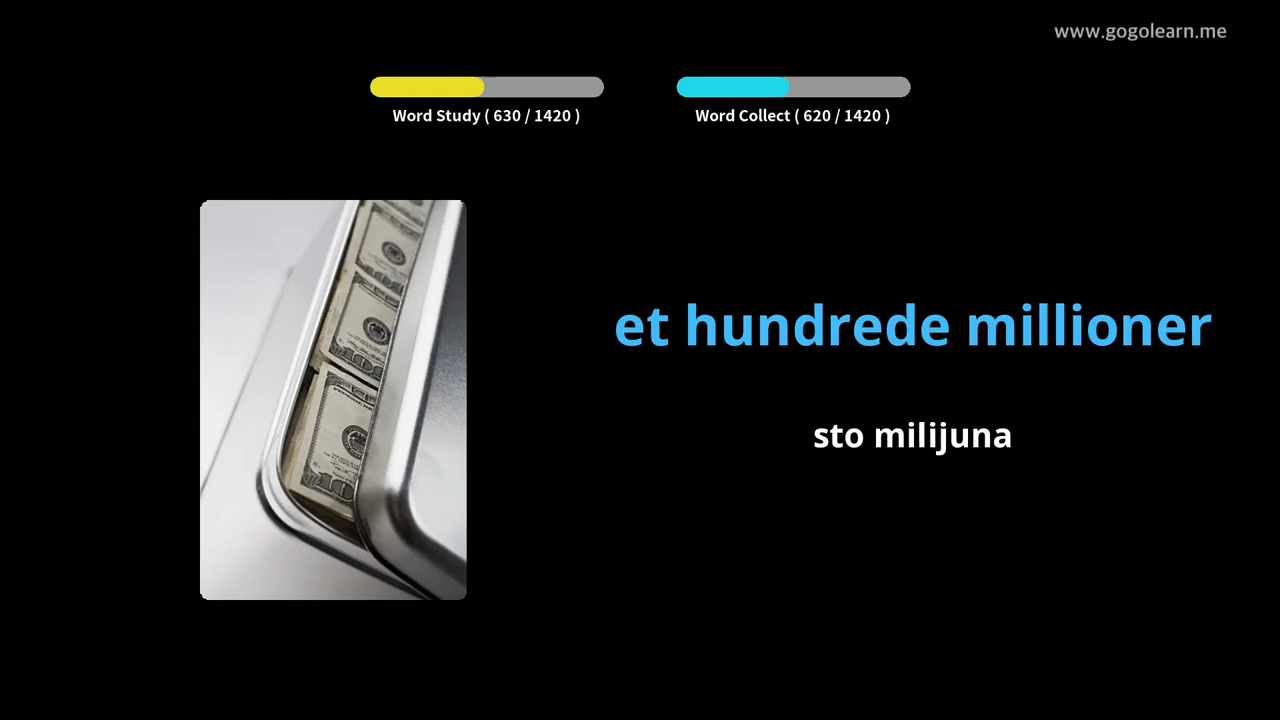 www.gogolearn.me
Word Study ( 630 / 1420 )
Word Collect ( 620 / 1420 )
et hundrede millioner
sto milijuna